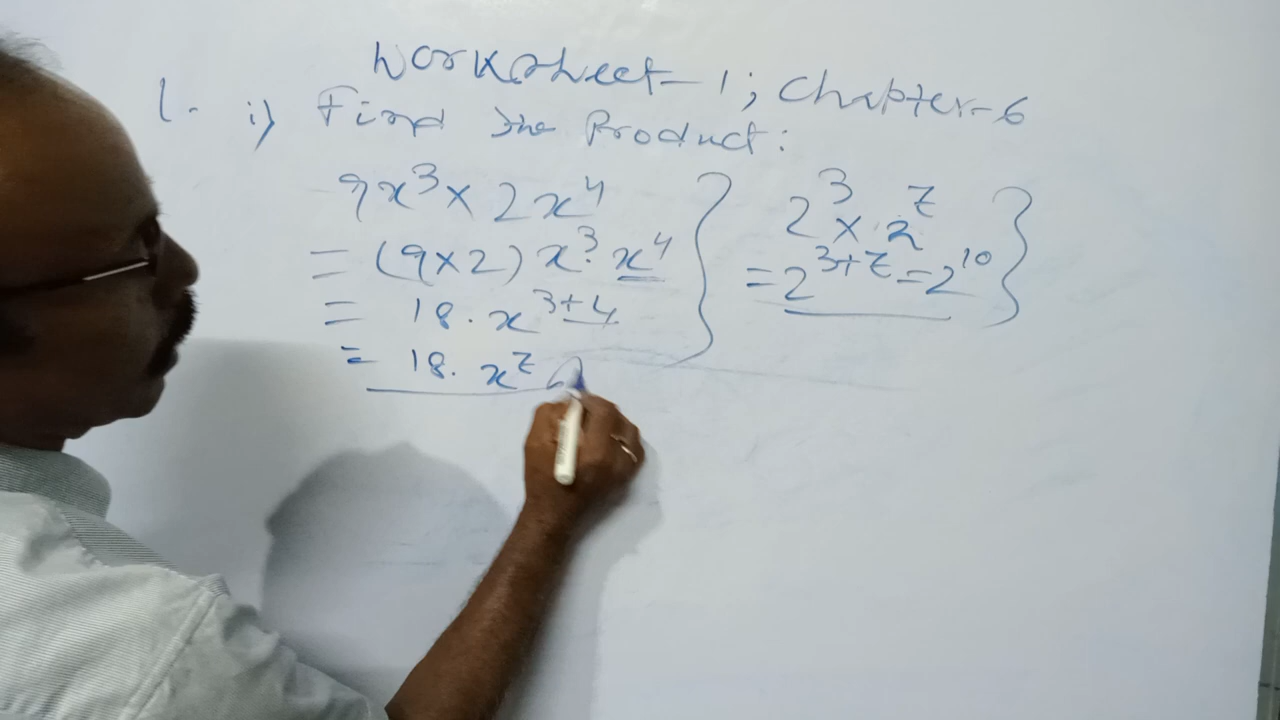 Worksheet-1; Chapter-6
1. i) Find the Product:
9x³ × 2x⁴
= (9×2) x³. x⁴
= 18. x³⁺⁴
= 18. x⁷
2³ × 2⁷
= 2³⁺⁷ = 2¹⁰